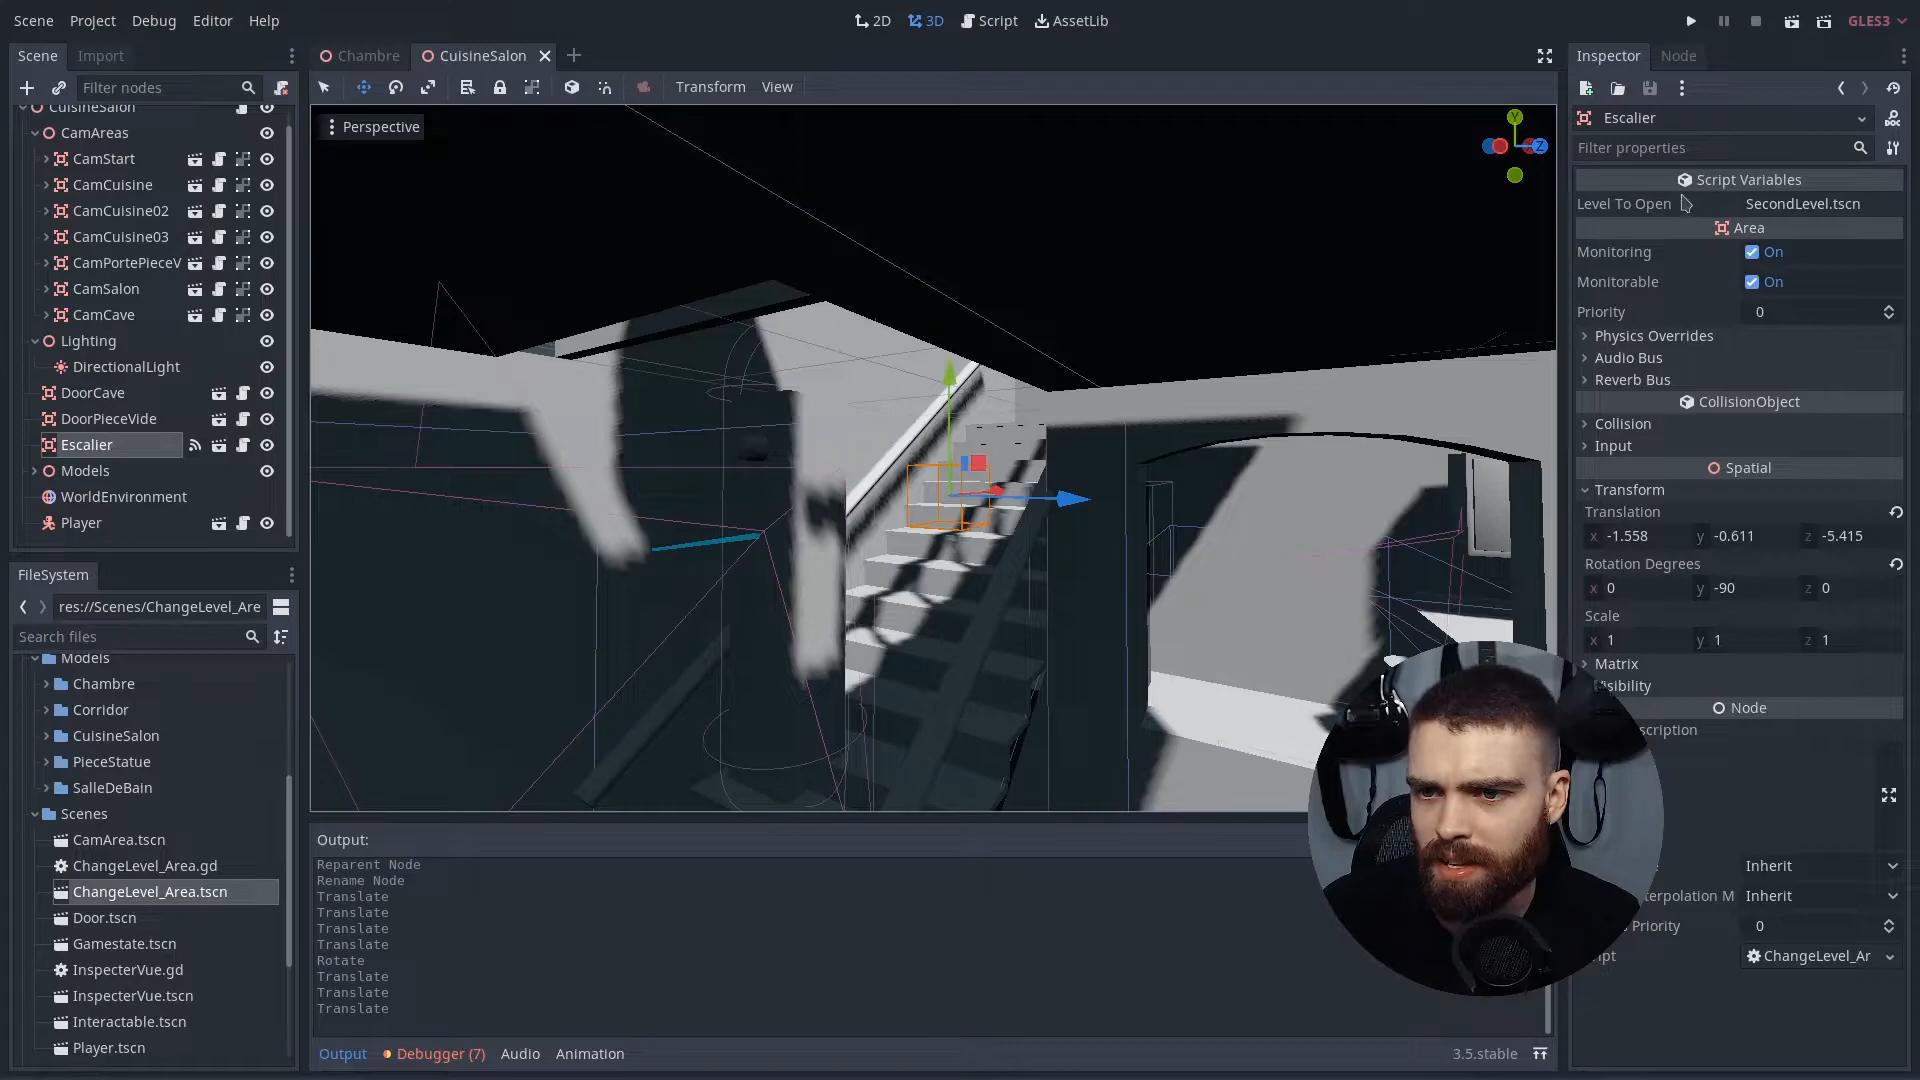 Scene Project Debug Editor Help
2D 3D Script AssetLib
GLES3
Scene Import
Chambre CuisineSalon
Inspector Node
Filter nodes
Transform View
CuisineSalon
CamAreas
CamStart
CamCuisine
CamCuisine02
CamCuisine03
CamPortePieceV
CamSalon
CamCave
Lighting
DirectionalLight
DoorCave
DoorPieceVide
Escalier
Models
WorldEnvironment
Player
Perspective
Y
Z
FileSystem
res://Scenes/ChangeLevel_Are
Search files
Models
Chambre
Corridor
CuisineSalon
PieceStatue
SalleDeBain
Scenes
CamArea.tscn
ChangeLevel_Area.gd
ChangeLevel_Area.tscn
Door.tscn
Gamestate.tscn
InspecterVue.gd
InspecterVue.tscn
Interactable.tscn
Player.tscn
Output:
Reparent Node
Rename Node
Translate
Translate
Translate
Translate
Rotate
Translate
Translate
Translate
Output Debugger (7) Audio Animation
3.5.stable
Escalier
Filter properties
Script Variables
Level To Open SecondLevel.tscn
Area
Monitoring On
Monitorable On
Priority 0
Physics Overrides
Audio Bus
Reverb Bus
CollisionObject
Collision
Input
Spatial
Transform
Translation
x -1.558 y -0.611 z -5.415
Rotation Degrees
x 0 y -90 z 0
Scale
x 1 y 1 z 1
Matrix
isibility
Node
scription
Inherit
terpolation M Inherit
Priority 0
ipt ChangeLevel_Ar